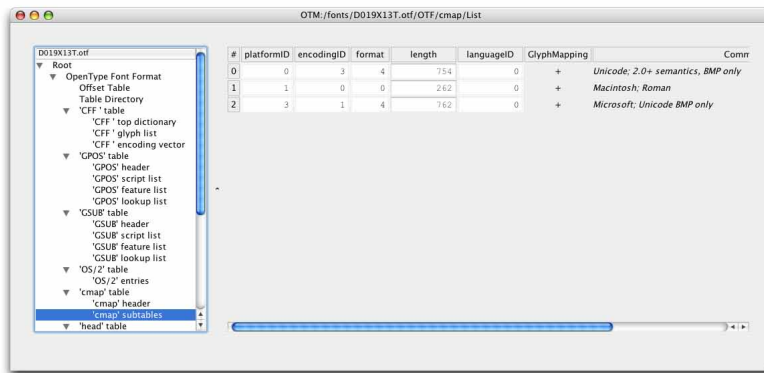 OTM:/fonts/D019X13T.otf/OTF/cmap/List
D019X13T.otf
Root
OpenType Font Format
Offset Table
Table Directory
'CFF ' table
'CFF ' top dictionary
'CFF ' glyph list
'CFF ' encoding vector
'GPOS' table
'GPOS' header
'GPOS' script list
'GPOS' feature list
'GPOS' lookup list
'GSUB' table
'GSUB' header
'GSUB' script list
'GSUB' feature list
'GSUB' lookup list
'OS/2' table
'OS/2' entries
'cmap' table
'cmap' header
'cmap' subtables
'head' table
# platformID encodingID format length languageID GlyphMapping Comm
0 0 3 4 754 0 + Unicode; 2.0+ semantics, BMP only
1 1 0 0 262 0 + Macintosh; Roman
2 3 1 4 762 0 + Microsoft; Unicode BMP only